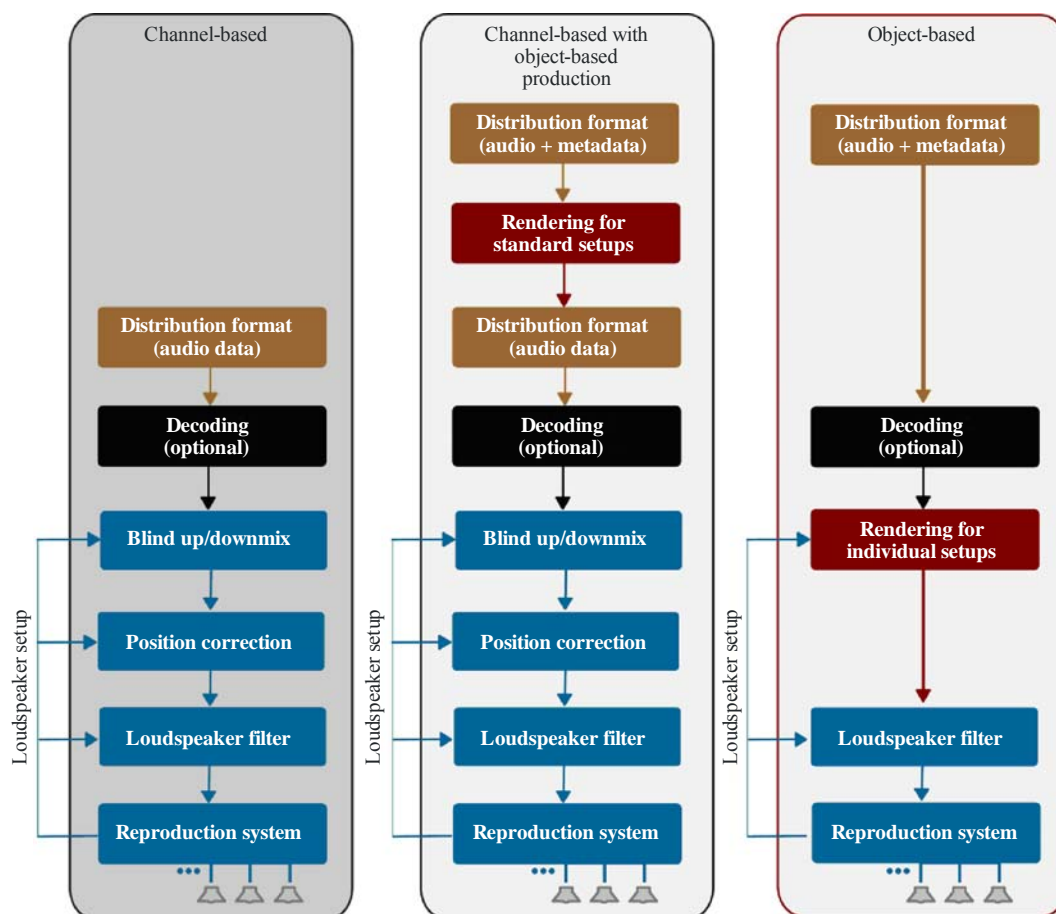 Channel-based
Distribution format
(audio data)
Decoding
(optional)
Blind up/downmix
Position correction
Loudspeaker filter
Reproduction system
Loudspeaker setup
Channel-based with
object-based
production
Distribution format
(audio + metadata)
Rendering for
standard setups
Distribution format
(audio data)
Decoding
(optional)
Blind up/downmix
Position correction
Loudspeaker filter
Reproduction system
Loudspeaker setup
Object-based
Distribution format
(audio + metadata)
Decoding
(optional)
Rendering for
individual setups
Loudspeaker filter
Reproduction system
Loudspeaker setup